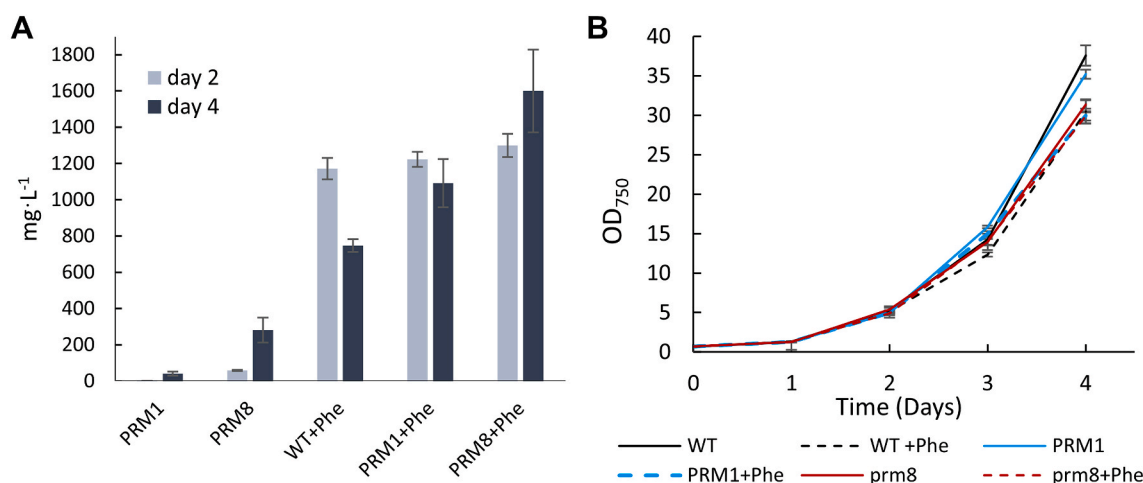 A
mg·L-1
1800
1600
1400
1200
1000
800
600
400
200
0
day 2
day 4
PRM1
PRM8
WT+Phe
PRM1+Phe
PRM8+Phe
B
OD750
40
35
30
25
20
15
10
5
0
0 1 2 3 4
Time (Days)
WT WT +Phe PRM1
PRM1+Phe prm8 prm8+Phe